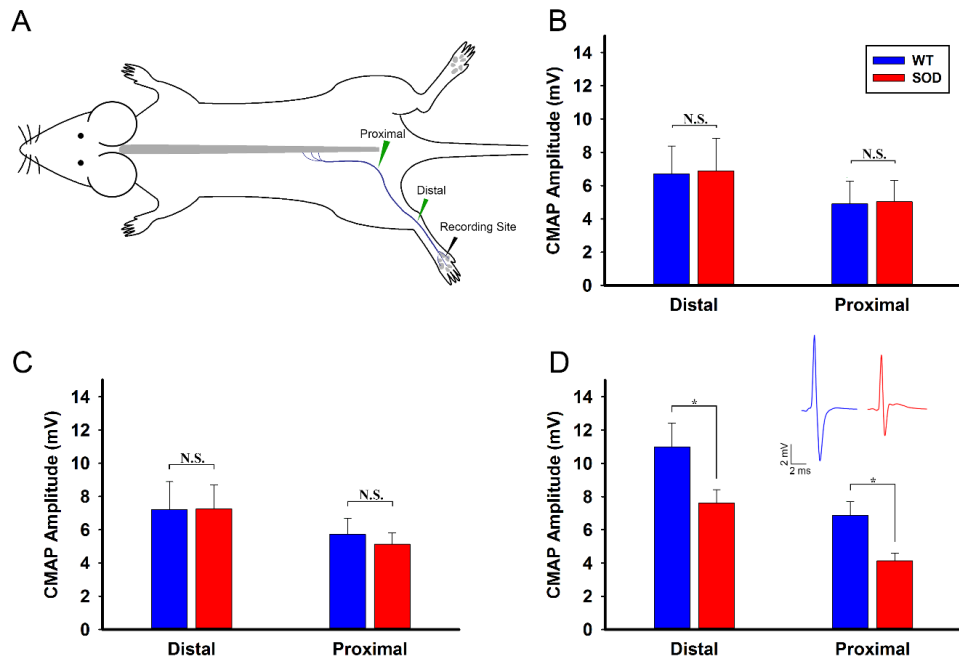 A
Proximal
Distal
Recording Site
B
CMAP Amplitude (mV)
14
12
10
8
6
4
2
0
N.S.
N.S.
WT
SOD
Distal
Proximal
C
CMAP Amplitude (mV)
14
12
10
8
6
4
2
0
N.S.
N.S.
Distal
Proximal
D
CMAP Amplitude (mV)
14
12
10
8
6
4
2
0
*
*
2 mV
2 ms
Distal
Proximal